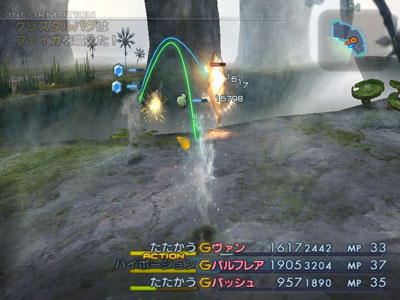 INFORMATION
クリスタルバグは
ファイガを唱えた!
N
1617
16798
たたかう Gヴァン 1617 2442 MP 33
ACTION
ハイポーション Gバルフレア 1905 3204 MP 37
たたかう Gバッシュ 957 1890 MP 35